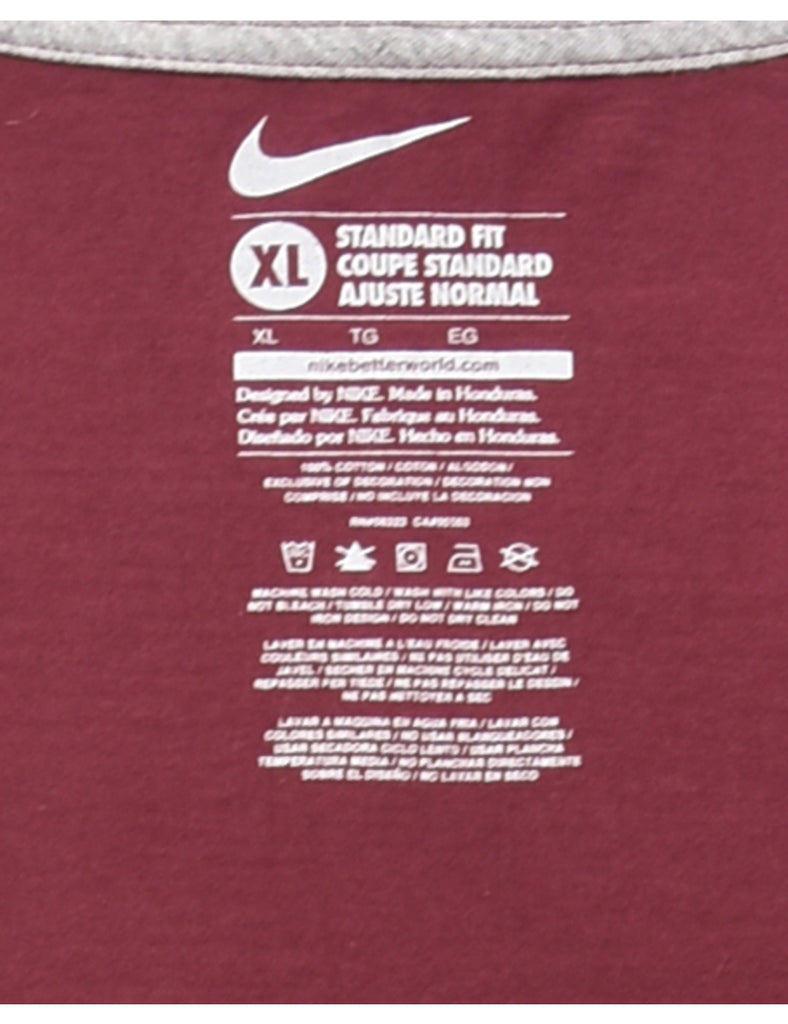 XL
STANDARD FIT
COUPE STANDARD
AJUSTE NORMAL
XL TG EG
nikebetterworld.com
Designed by NIKE. Made in Honduras.
Crée par NIKE. Fabrique au Honduras.
Diseñado por NIKE. Hecho en Honduras.
100% COTTON / COTON / ALGODON /
EXCLUSIVE OF DECORATION / DECORATION NON
COMPRISE / NO INCLUYE LA DECORACION
RN#56323 CA#05553
MACHINE WASH COLD / WASH WITH LIKE COLORS / DO
NOT BLEACH / TUMBLE DRY LOW / WARM IRON / DO NOT
IRON DESIGN / DO NOT DRY CLEAN
LAVER EN MACHINE A L'EAU FROIDE / LAVER AVEC
COULEURS SIMILAIRES / NE PAS UTILISER D'EAU DE
JAVEL / SECHER EN MACHINE CYCLE DELICAT /
REPASSER FER TIEDE / NE PAS REPASSER LE DESSIN /
NE PAS NETTOYER A SEC
LAVAR A MAQUINA EN AGUA FRIA / LAVAR CON
COLORES SIMILARES / NO USAR BLANQUEADORES /
USAR SECADORA CICLO LENTO / USAR PLANCHA
TEMPERATURA MEDIA / NO PLANCHAR DIRECTAMENTE
SOBRE EL DISEÑO / NO LAVAR EN SECO